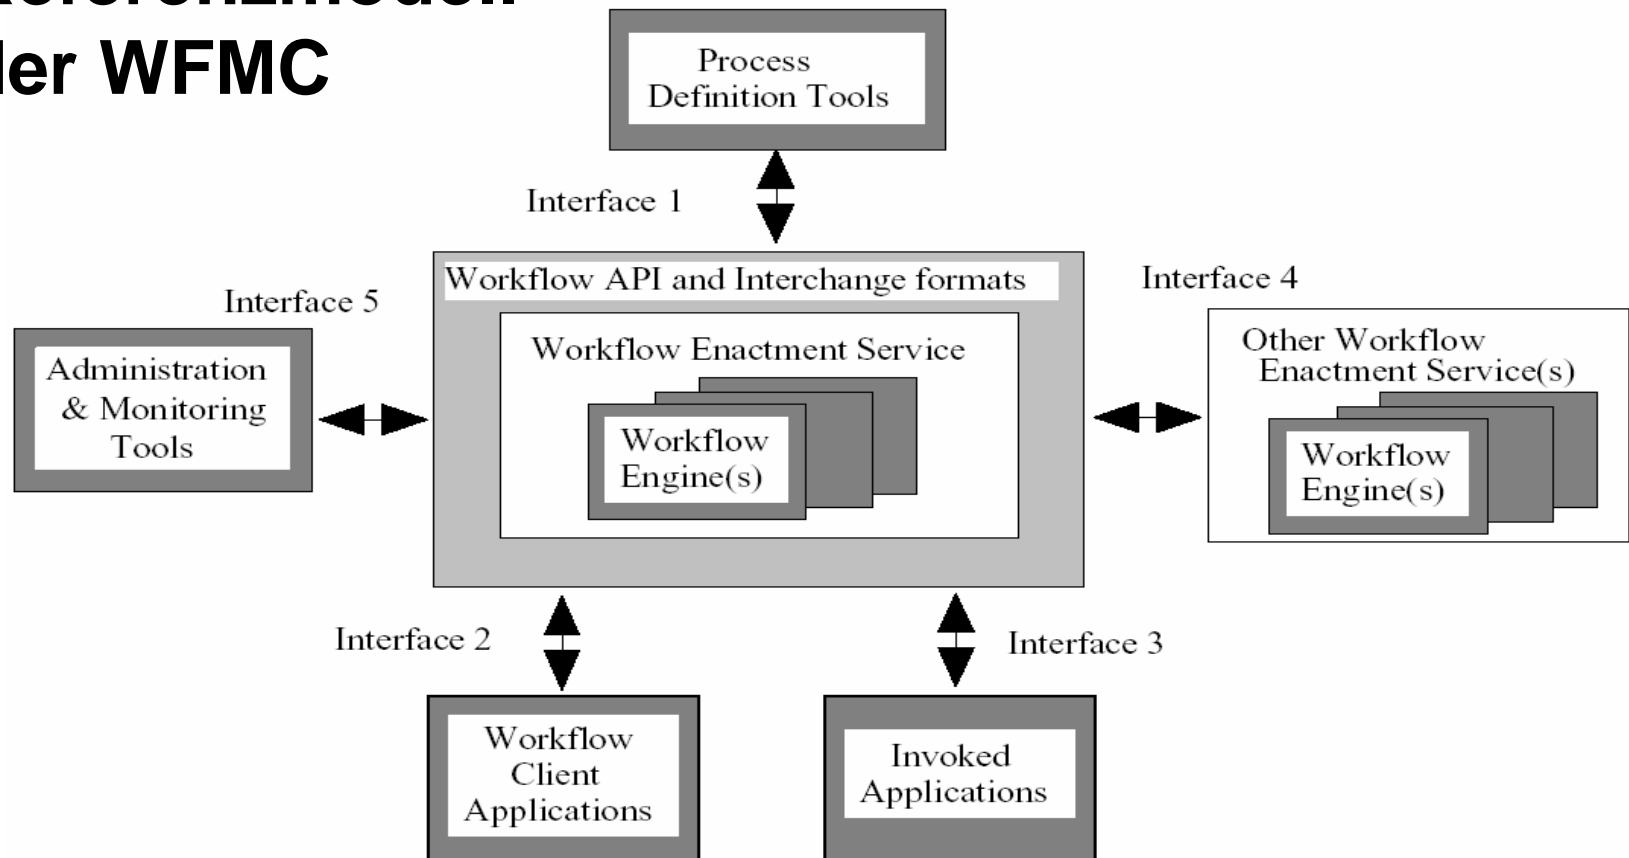 der WFMC
Process
Definition Tools
Interface 1
Workflow API and Interchange formats
Interface 4
Interface 5
Workflow Enactment Service
Other Workflow
Enactment Service(s)
Administration
& Monitoring
Tools
Workflow
Engine(s)
Workflow
Engine(s)
Interface 2
Interface 3
Workflow
Client
Applications
Invoked
Applications